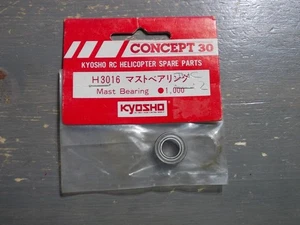 CONCEPT 30
KYOSHO RC HELICOPTER SPARE PARTS
H3016 マストベアリング
Mast Bearing ●1,000
KYOSHO